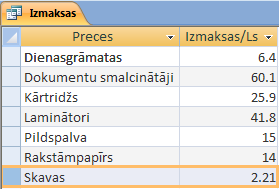 Izmaksas
Preces Izmaksas/Ls
Dienasgrāmatas 6.4
Dokumentu smalcinātāji 60.1
Kārtridžs 25.9
Laminātori 41.8
Pildspalva 15
Rakstāmpapīrs 14
Skavas 2.21